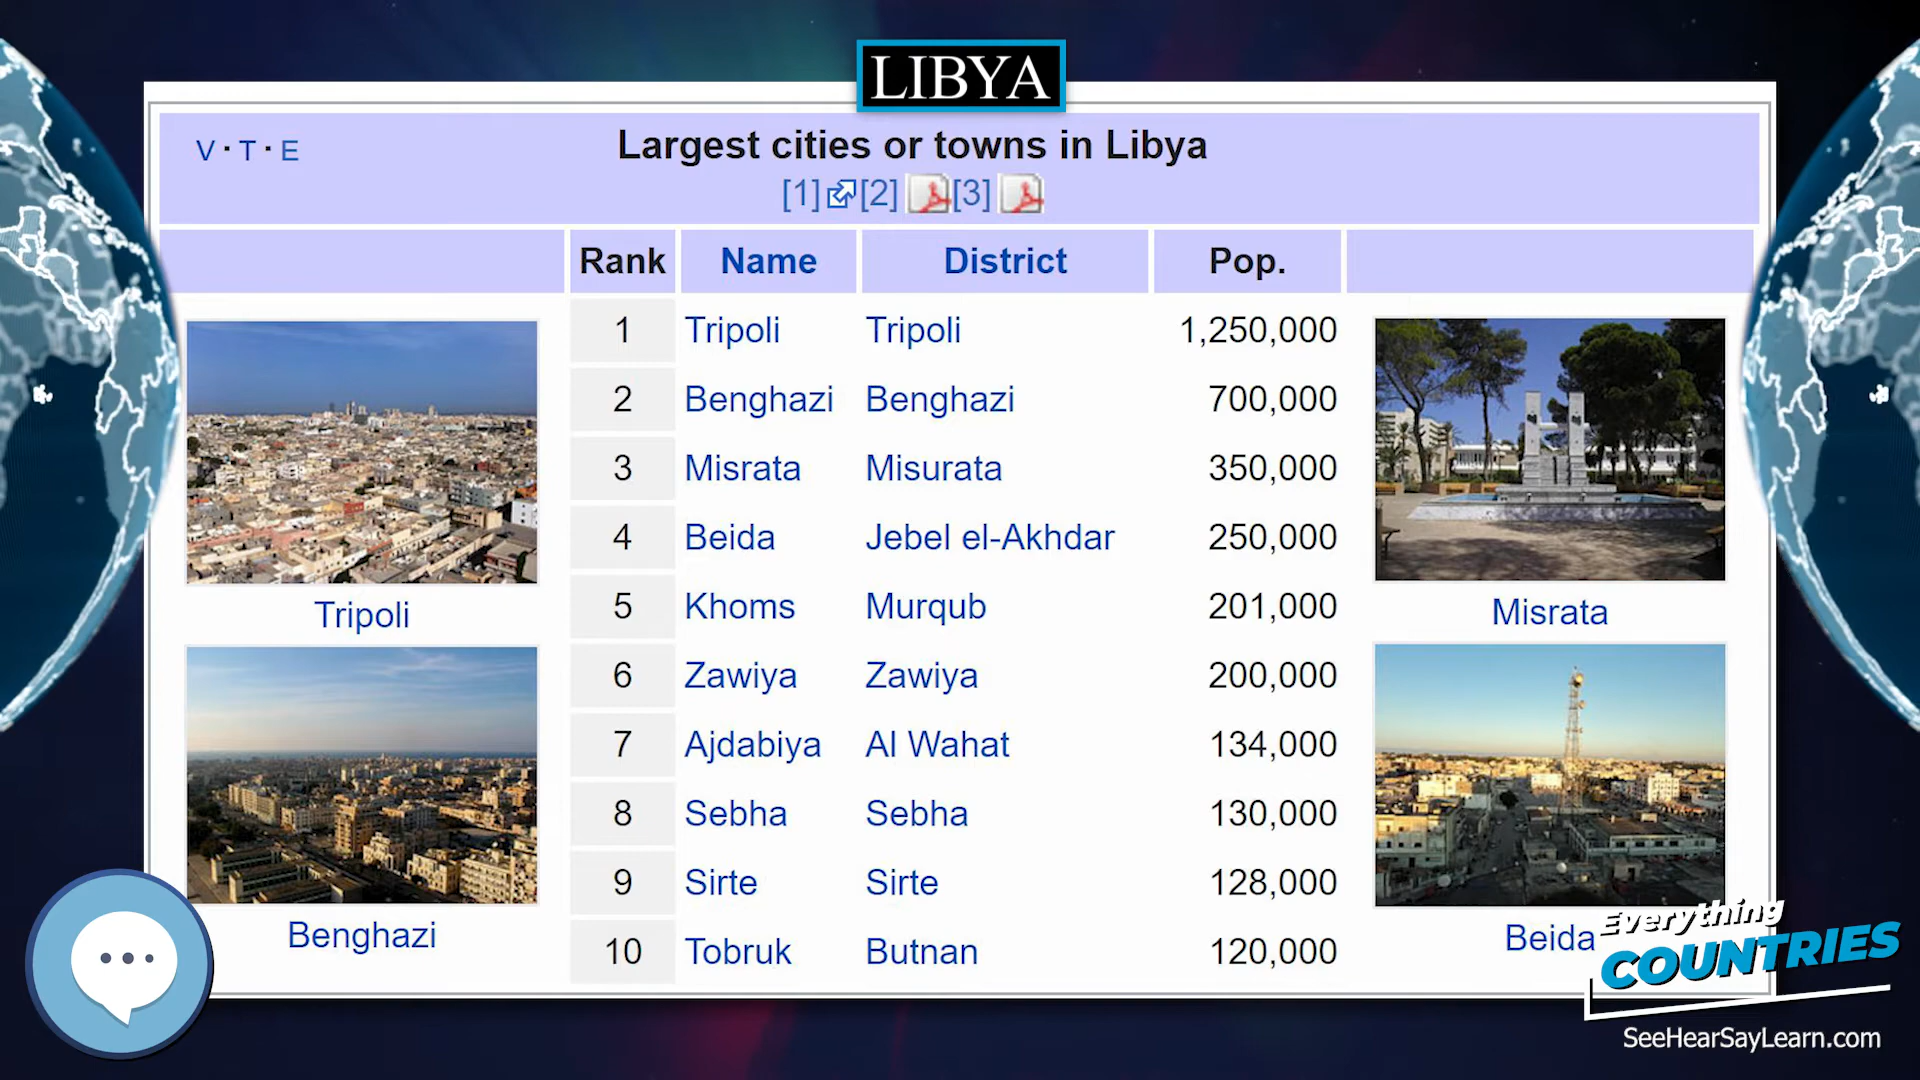 LIBYA
V · T · E
Largest cities or towns in Libya
[1] [2] [3]
Rank Name District Pop.
1 Tripoli Tripoli 1,250,000
2 Benghazi Benghazi 700,000
3 Misrata Misurata 350,000
4 Beida Jebel el-Akhdar 250,000
5 Khoms Murqub 201,000
6 Zawiya Zawiya 200,000
7 Ajdabiya Al Wahat 134,000
8 Sebha Sebha 130,000
9 Sirte Sirte 128,000
10 Tobruk Butnan 120,000
Tripoli
Benghazi
Misrata
Beida
Everything
COUNTRIES
SeeHearSayLearn.com